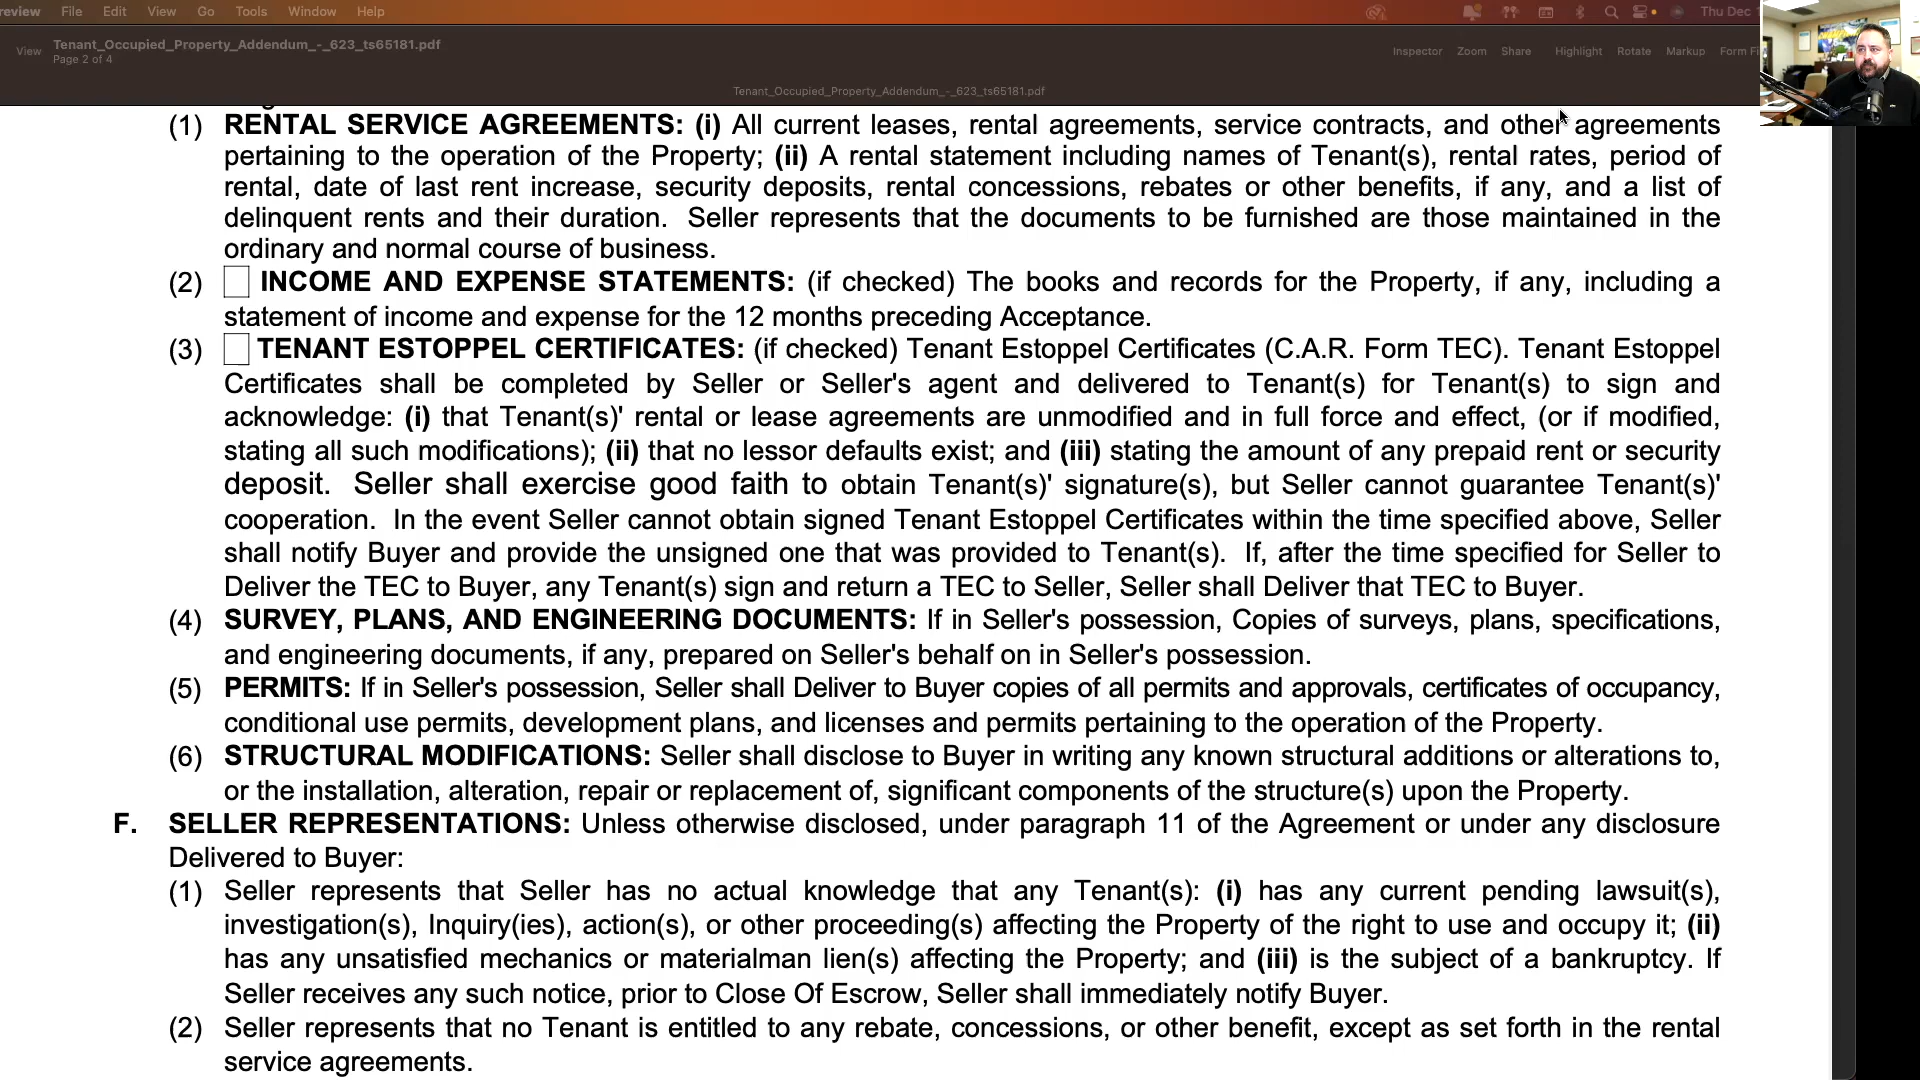 review File Edit View Go Tools Window Help Thu Dec
View Tenant_Occupied_Property_Addendum_-_623_ts65181.pdf
Page 2 of 4
Inspector Zoom Share Highlight Rotate Markup Form Fi
Tenant_Occupied_Property_Addendum_-_623_ts65181.pdf
(1) RENTAL SERVICE AGREEMENTS: (i) All current leases, rental agreements, service contracts, and other agreements
pertaining to the operation of the Property; (ii) A rental statement including names of Tenant(s), rental rates, period of
rental, date of last rent increase, security deposits, rental concessions, rebates or other benefits, if any, and a list of
delinquent rents and their duration. Seller represents that the documents to be furnished are those maintained in the
ordinary and normal course of business.
(2) INCOME AND EXPENSE STATEMENTS: (if checked) The books and records for the Property, if any, including a
statement of income and expense for the 12 months preceding Acceptance.
(3) TENANT ESTOPPEL CERTIFICATES: (if checked) Tenant Estoppel Certificates (C.A.R. Form TEC). Tenant Estoppel
Certificates shall be completed by Seller or Seller's agent and delivered to Tenant(s) for Tenant(s) to sign and
acknowledge: (i) that Tenant(s)' rental or lease agreements are unmodified and in full force and effect, (or if modified,
stating all such modifications); (ii) that no lessor defaults exist; and (iii) stating the amount of any prepaid rent or security
deposit. Seller shall exercise good faith to obtain Tenant(s)' signature(s), but Seller cannot guarantee Tenant(s)'
cooperation. In the event Seller cannot obtain signed Tenant Estoppel Certificates within the time specified above, Seller
shall notify Buyer and provide the unsigned one that was provided to Tenant(s). If, after the time specified for Seller to
Deliver the TEC to Buyer, any Tenant(s) sign and return a TEC to Seller, Seller shall Deliver that TEC to Buyer.
(4) SURVEY, PLANS, AND ENGINEERING DOCUMENTS: If in Seller's possession, Copies of surveys, plans, specifications,
and engineering documents, if any, prepared on Seller's behalf on in Seller's possession.
(5) PERMITS: If in Seller's possession, Seller shall Deliver to Buyer copies of all permits and approvals, certificates of occupancy,
conditional use permits, development plans, and licenses and permits pertaining to the operation of the Property.
(6) STRUCTURAL MODIFICATIONS: Seller shall disclose to Buyer in writing any known structural additions or alterations to,
or the installation, alteration, repair or replacement of, significant components of the structure(s) upon the Property.
F. SELLER REPRESENTATIONS: Unless otherwise disclosed, under paragraph 11 of the Agreement or under any disclosure
Delivered to Buyer:
(1) Seller represents that Seller has no actual knowledge that any Tenant(s): (i) has any current pending lawsuit(s),
investigation(s), Inquiry(ies), action(s), or other proceeding(s) affecting the Property of the right to use and occupy it; (ii)
has any unsatisfied mechanics or materialman lien(s) affecting the Property; and (iii) is the subject of a bankruptcy. If
Seller receives any such notice, prior to Close Of Escrow, Seller shall immediately notify Buyer.
(2) Seller represents that no Tenant is entitled to any rebate, concessions, or other benefit, except as set forth in the rental
service agreements.